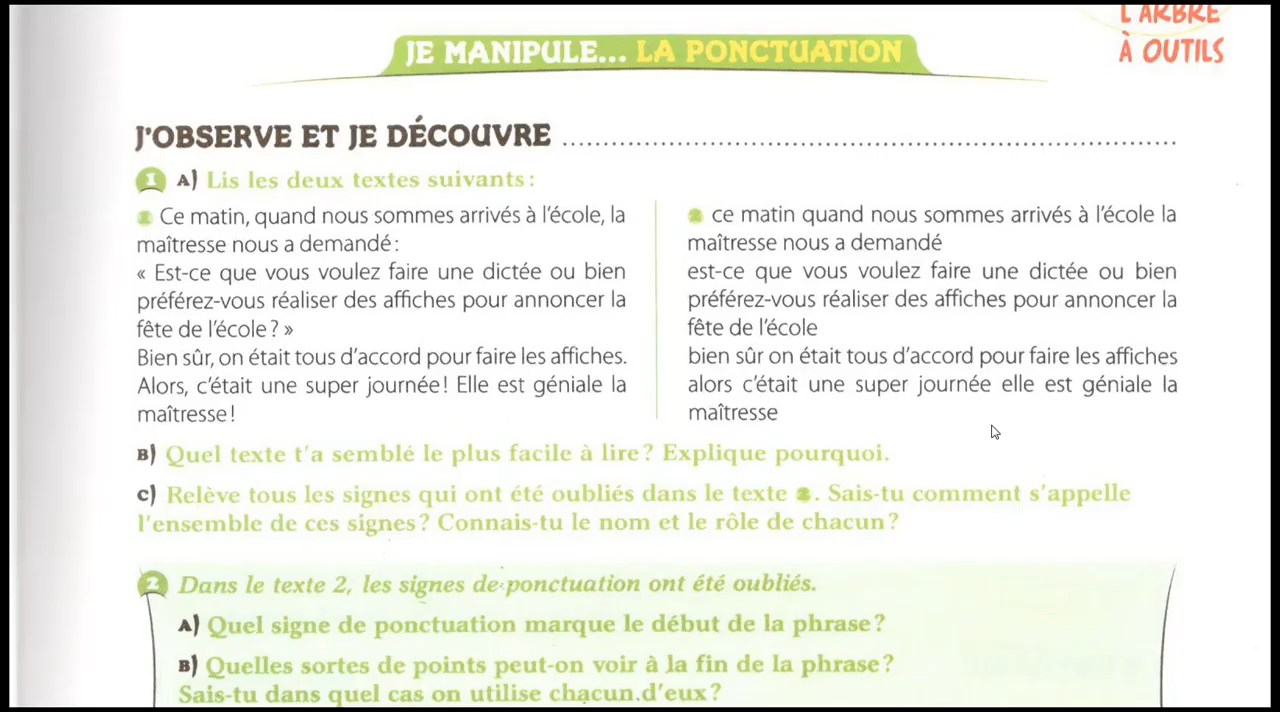 L'ARBRE
À OUTILS
JE MANIPULE... LA PONCTUATION
J'OBSERVE ET JE DÉCOUVRE
1 A) Lis les deux textes suivants :
1 Ce matin, quand nous sommes arrivés à l'école, la
maîtresse nous a demandé :
« Est-ce que vous voulez faire une dictée ou bien
préférez-vous réaliser des affiches pour annoncer la
fête de l'école ? »
Bien sûr, on était tous d'accord pour faire les affiches.
Alors, c'était une super journée ! Elle est géniale la
maîtresse !
2 ce matin quand nous sommes arrivés à l'école la
maîtresse nous a demandé
est-ce que vous voulez faire une dictée ou bien
préférez-vous réaliser des affiches pour annoncer la
fête de l'école
bien sûr on était tous d'accord pour faire les affiches
alors c'était une super journée elle est géniale la
maîtresse
B) Quel texte t'a semblé le plus facile à lire ? Explique pourquoi.
C) Relève tous les signes qui ont été oubliés dans le texte 2. Sais-tu comment s'appelle
l'ensemble de ces signes ? Connais-tu le nom et le rôle de chacun ?
2 Dans le texte 2, les signes de ponctuation ont été oubliés.
A) Quel signe de ponctuation marque le début de la phrase ?
B) Quelles sortes de points peut-on voir à la fin de la phrase ?
Sais-tu dans quel cas on utilise chacun d'eux ?